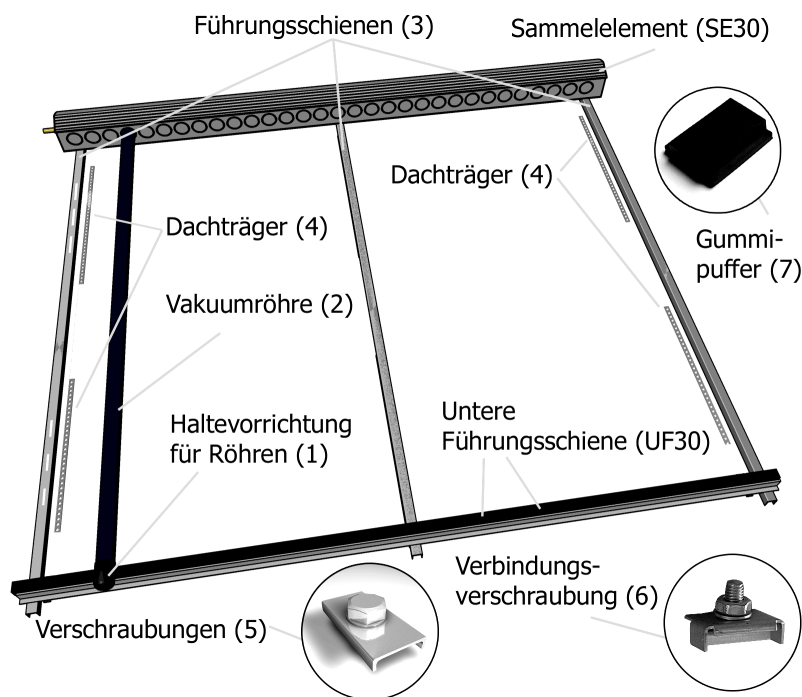 Führungsschienen (3)
Sammelelement (SE30)
Dachträger (4)
Gummi-
puffer (7)
Dachträger (4)
Vakuumröhre (2)
Haltevorrichtung
für Röhren (1)
Untere
Führungsschiene (UF30)
Verbindungs-
verschraubung (6)
Verschraubungen (5)